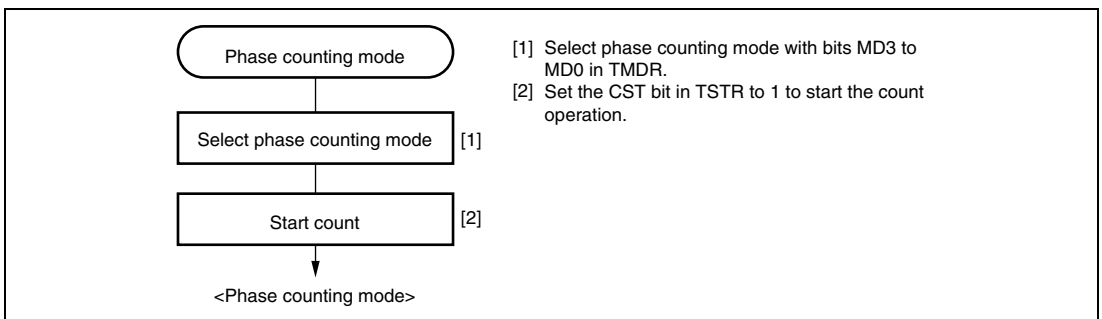 Phase counting mode
Select phase counting mode [1]
Start count [2]
<Phase counting mode>
[1] Select phase counting mode with bits MD3 to
MD0 in TMDR.
[2] Set the CST bit in TSTR to 1 to start the count
operation.